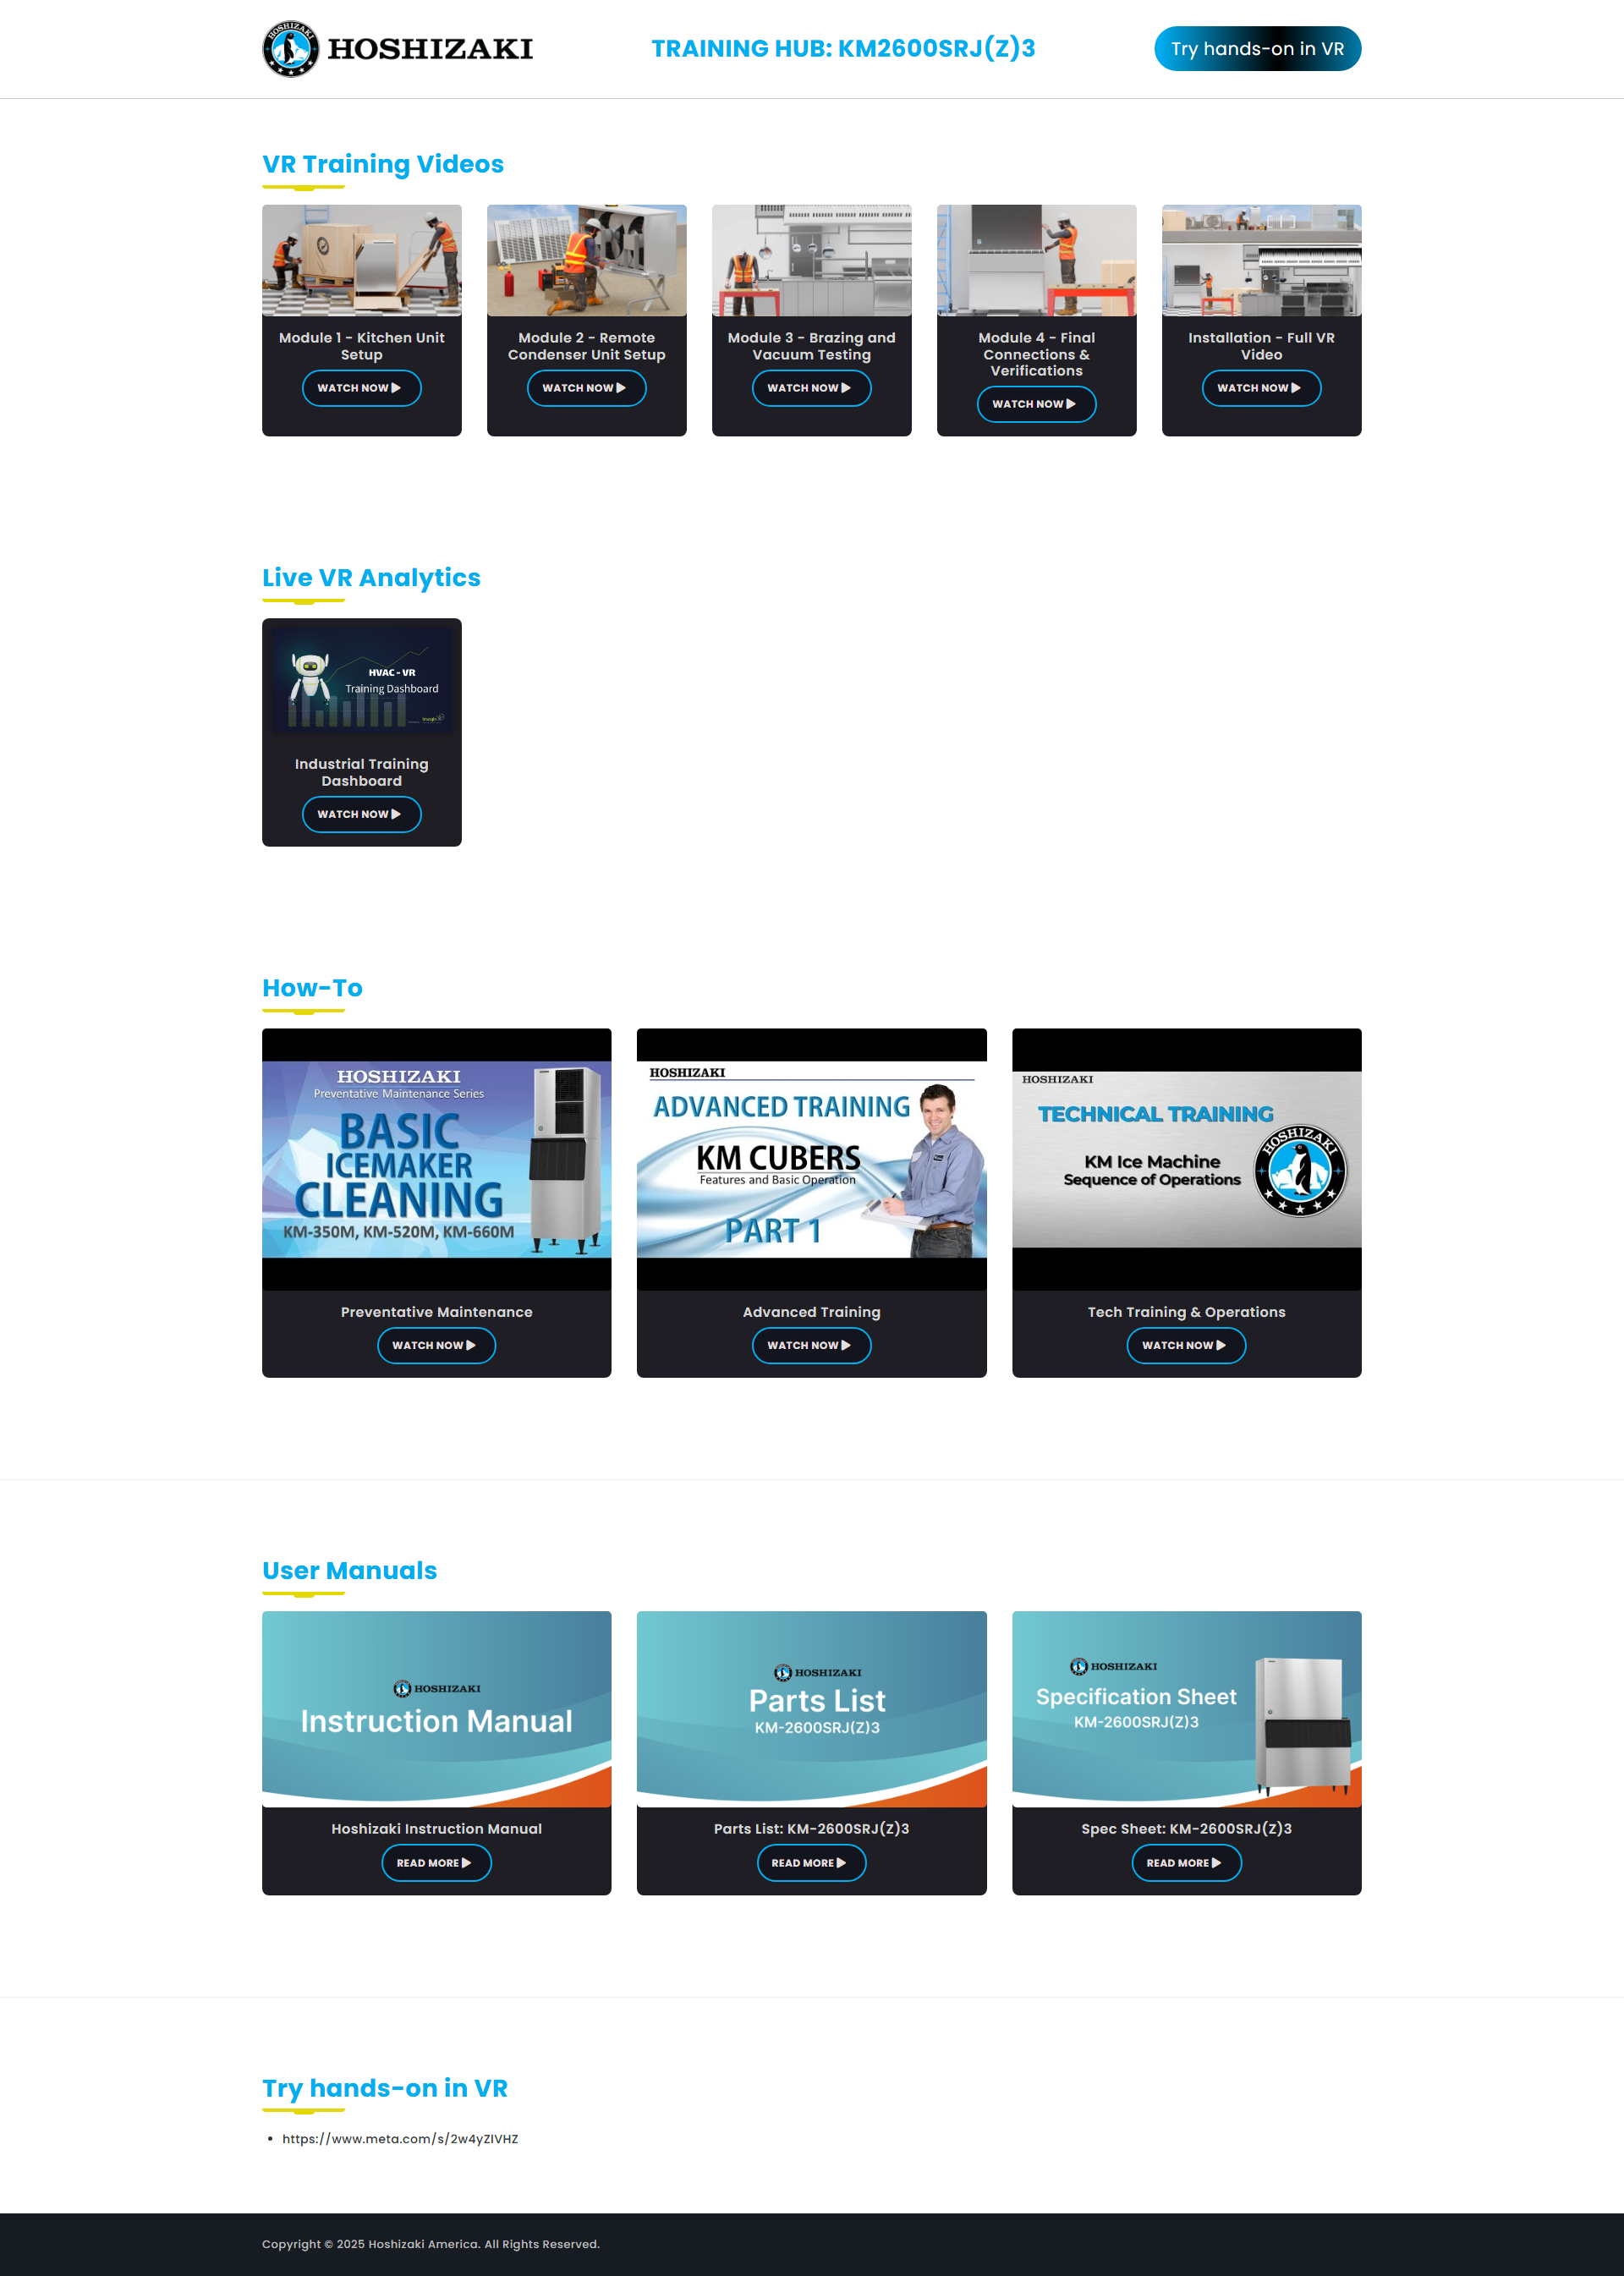 HOSHIZAKI
HOSHIZAKI
TRAINING HUB: KM2600SRJ(Z)3
Try hands-on in VR
VR Training Videos
Module 1 - Kitchen Unit
Setup
WATCH NOW
Module 2 - Remote
Condenser Unit Setup
WATCH NOW
Module 3 - Brazing and
Vacuum Testing
WATCH NOW
Module 4 - Final
Connections &
Verifications
WATCH NOW
Installation - Full VR
Video
WATCH NOW
Live VR Analytics
HVAC - VR
Training Dashboard
Industrial Training
Dashboard
WATCH NOW
How-To
HOSHIZAKI
Preventative Maintenance Series
BASIC
ICEMAKER
CLEANING
KM-350M, KM-520M, KM-660M
Preventative Maintenance
WATCH NOW
HOSHIZAKI
ADVANCED TRAINING
KM CUBERS
Features and Basic Operation
PART 1
Advanced Training
WATCH NOW
HOSHIZAKI
TECHNICAL TRAINING
KM Ice Machine
Sequence of Operations
HOSHIZAKI
Tech Training & Operations
WATCH NOW
User Manuals
HOSHIZAKI
Instruction Manual
Hoshizaki Instruction Manual
READ MORE
HOSHIZAKI
Parts List
KM-2600SRJ(Z)3
Parts List: KM-2600SRJ(Z)3
READ MORE
HOSHIZAKI
Specification Sheet
KM-2600SRJ(Z)3
Spec Sheet: KM-2600SRJ(Z)3
READ MORE
Try hands-on in VR
https://www.meta.com/s/2w4yZIVHZ
Copyright © 2025 Hoshizaki America. All Rights Reserved.